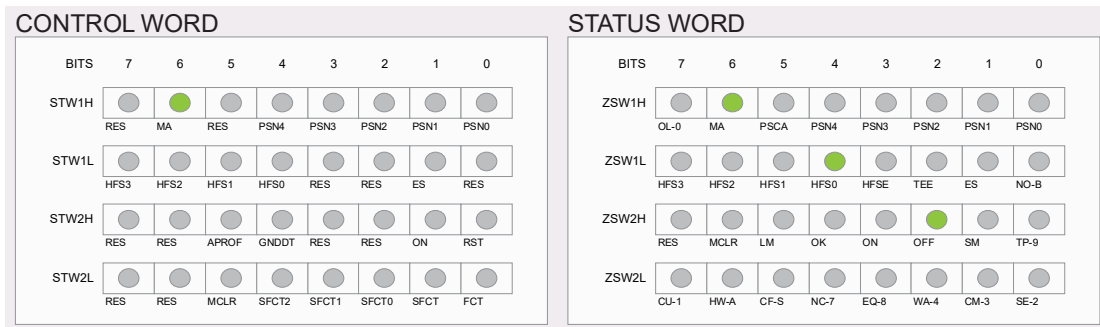 CONTROL WORD
BITS 7 6 5 4 3 2 1 0
STW1H
RES MA RES PSN4 PSN3 PSN2 PSN1 PSN0
STW1L
HFS3 HFS2 HFS1 HFS0 RES RES ES RES
STW2H
RES RES APROF GNDDT RES RES ON RST
STW2L
RES RES MCLR SFCT2 SFCT1 SFCT0 SFCT FCT
STATUS WORD
BITS 7 6 5 4 3 2 1 0
ZSW1H
OL-0 MA PSCA PSN4 PSN3 PSN2 PSN1 PSN0
ZSW1L
HFS3 HFS2 HFS1 HFS0 HFSE TEE ES NO-B
ZSW2H
RES MCLR LM OK ON OFF SM TP-9
ZSW2L
CU-1 HW-A CF-S NC-7 EQ-8 WA-4 CM-3 SE-2